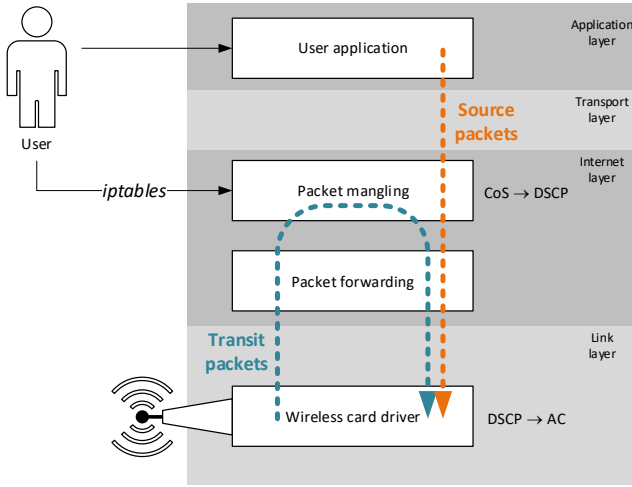 User application
Application
layer
Source
packets
Transport
layer
User
iptables
Packet mangling
CoS → DSCP
Internet
layer
Packet forwarding
Transit
packets
Link
layer
Wireless card driver
DSCP → AC